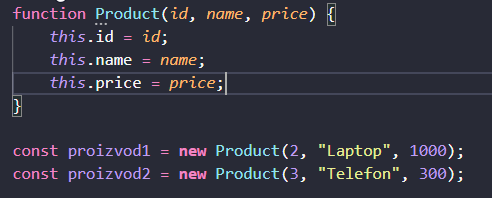 function Product(id, name, price) {
    this.id = id;
    this.name = name;
    this.price = price;
}
const proizvod1 = new Product(2, "Laptop", 1000);
const proizvod2 = new Product(3, "Telefon", 300);